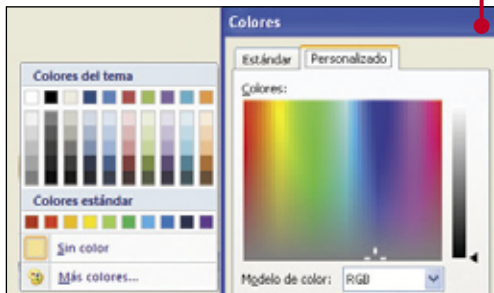 Colores del tema
Colores estándar
Sin color
Más colores...
Colores
Estándar
Personalizado
Colores:
Modelo de color: RGB